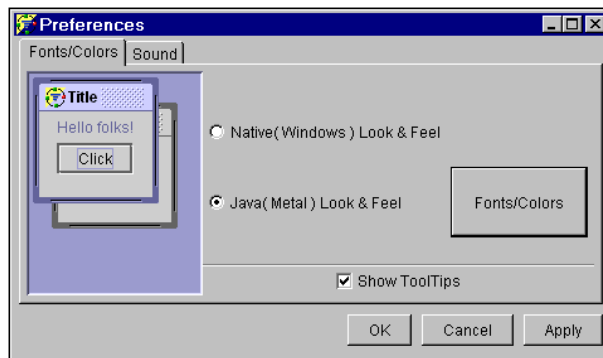 Preferences
Fonts/Colors Sound
Title
Hello folks!
Click
Native( Windows ) Look & Feel
Java( Metal ) Look & Feel
Fonts/Colors
Show ToolTips
OK Cancel Apply